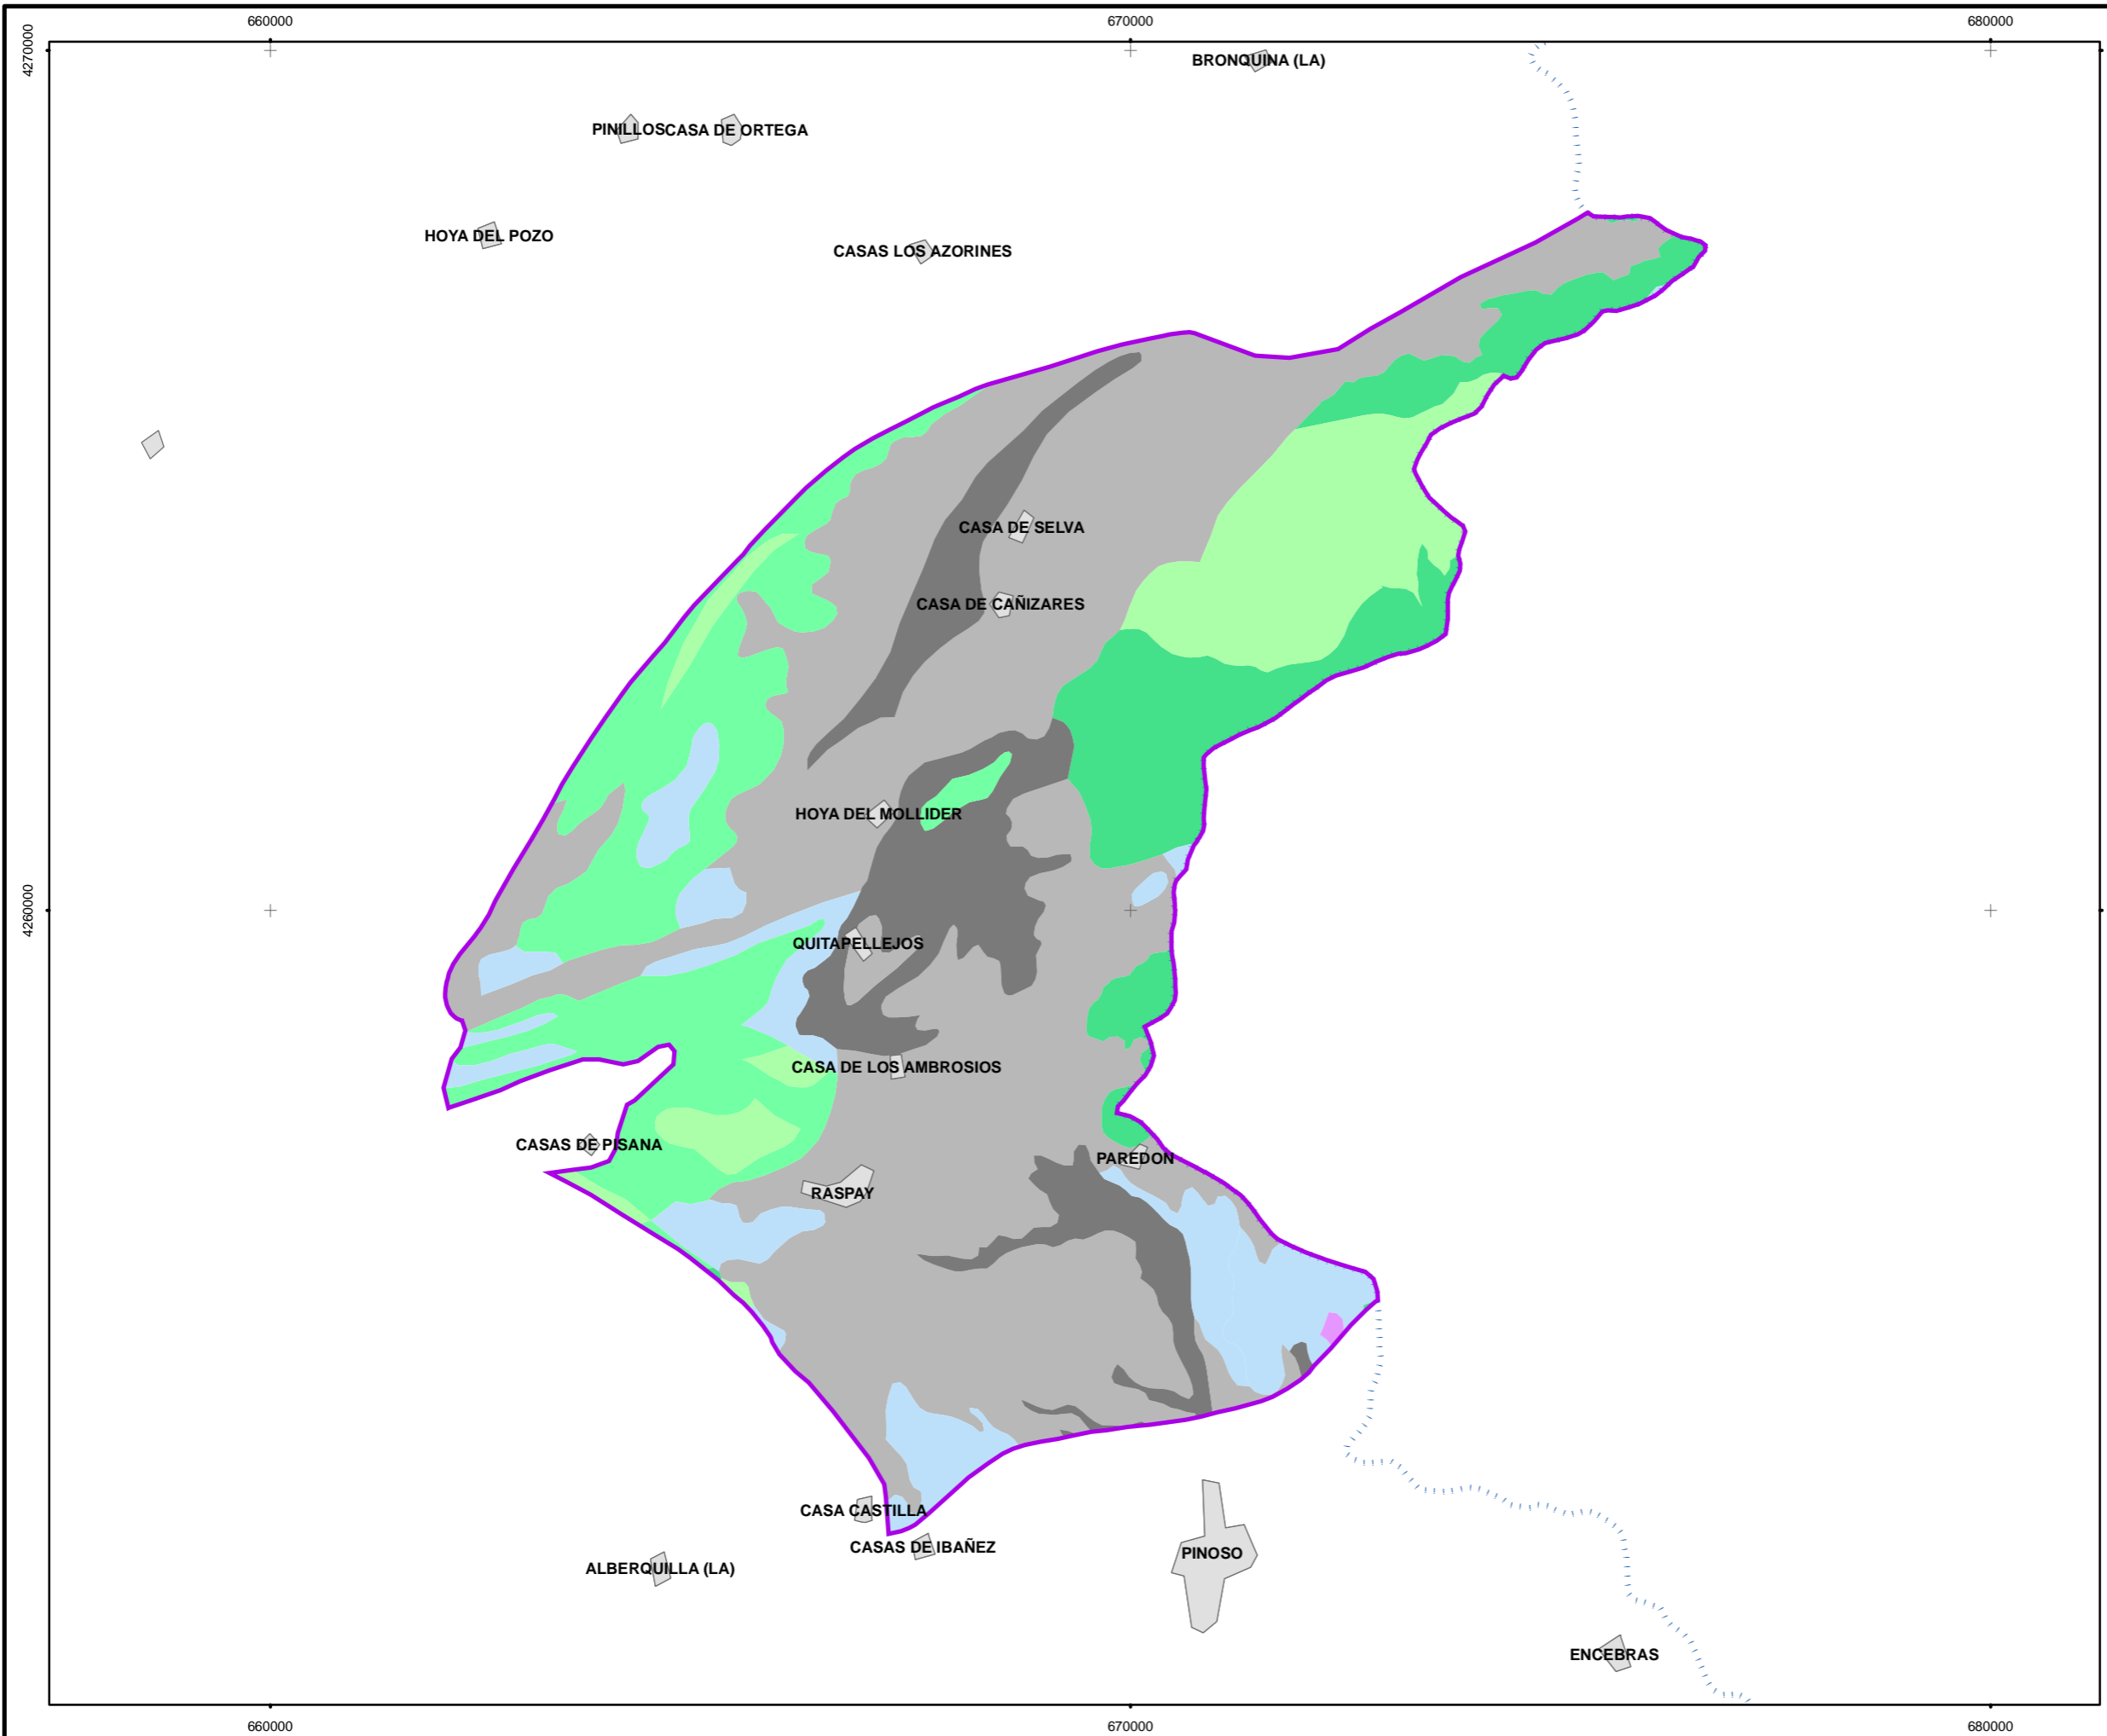 660000 670000 680000
4270000
BRONQUINA (LA)
PINILLOS CASA DE ORTEGA
HOYA DEL POZO
CASAS LOS AZORINES
CASA DE SELVA
CASA DE CAÑIZARES
HOYA DEL MOLLIDER
4260000
QUITAPELLEJOS
CASA DE LOS AMBROSIOS
CASAS DE PISANA
PAREDON
RASPAY
CASA CASTILLA
CASAS DE IBAÑEZ
PINOSO
ALBERQUILLA (LA)
ENCEBRAS
660000 670000 680000